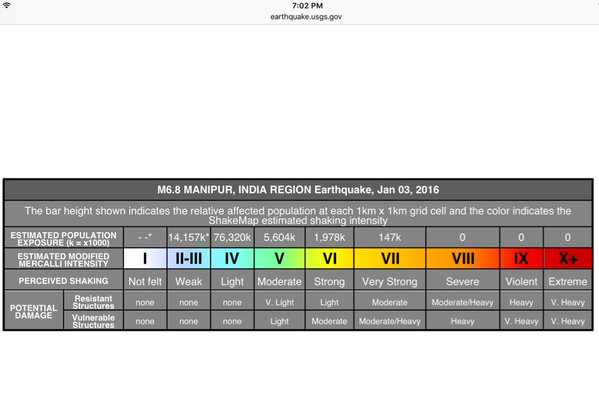 7:02 PM
earthquake.usgs.gov
M6.8 MANIPUR, INDIA REGION Earthquake, Jan 03, 2016
The bar height shown indicates the relative affected population at each 1km x 1km grid cell and the color indicates the
ShakeMap estimated shaking intensity
ESTIMATED POPULATION
EXPOSURE (k = x1000)
- -* 14,157k* 76,320k 5,604k 1,978k 147k 0 0 0
ESTIMATED MODIFIED
MERCALLI INTENSITY
I II-III IV V VI VII VIII IX X+
PERCEIVED SHAKING Not felt Weak Light Moderate Strong Very Strong Severe Violent Extreme
POTENTIAL
DAMAGE
Resistant
Structures
none none none V. Light Light Moderate Moderate/Heavy Heavy V. Heavy
Vulnerable
Structures
none none none Light Moderate Moderate/Heavy Heavy V. Heavy V. Heavy